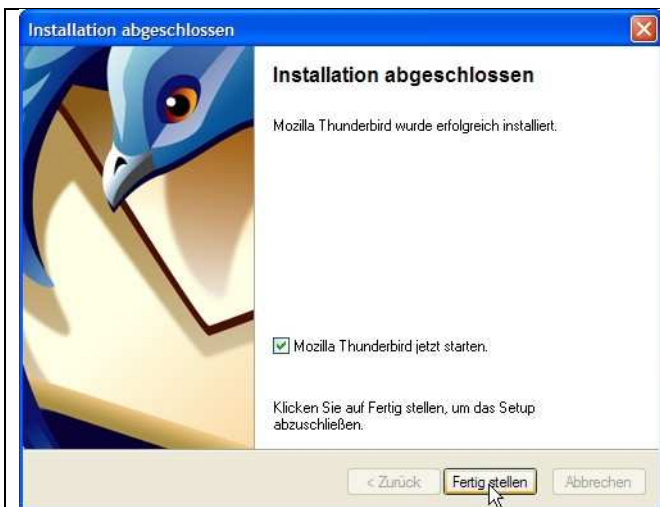 Installation abgeschlossen
Installation abgeschlossen
Mozilla Thunderbird wurde erfolgreich installiert.
Mozilla Thunderbird jetzt starten.
Klicken Sie auf Fertig stellen, um das Setup
abzuschließen.
< Zurück Fertig stellen Abbrechen